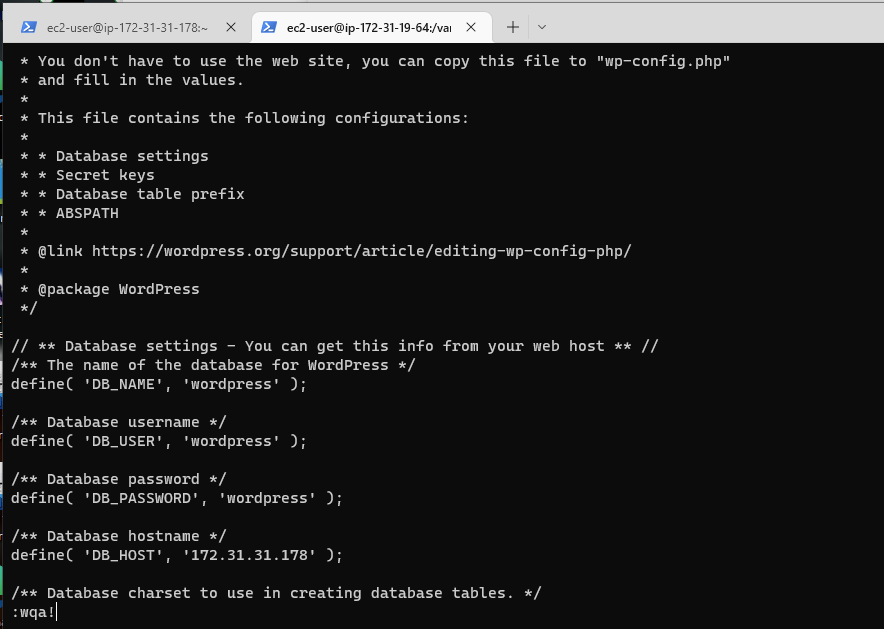 ec2-user@ip-172-31-31-178:~
ec2-user@ip-172-31-19-64:/var
* You don't have to use the web site, you can copy this file to "wp-config.php"
* and fill in the values.
*
* This file contains the following configurations:
*
* * Database settings
* * Secret keys
* * Database table prefix
* * ABSPATH
*
* @link https://wordpress.org/support/article/editing-wp-config-php/
*
* @package WordPress
*/
// ** Database settings - You can get this info from your web host ** //
/** The name of the database for WordPress */
define( 'DB_NAME', 'wordpress' );
/** Database username */
define( 'DB_USER', 'wordpress' );
/** Database password */
define( 'DB_PASSWORD', 'wordpress' );
/** Database hostname */
define( 'DB_HOST', '172.31.31.178' );
/** Database charset to use in creating database tables. */
:wqa!